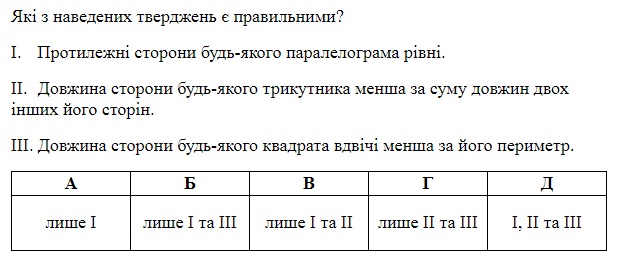 Які з наведених тверджень є правильними?
I. Протилежні сторони будь-якого паралелограма рівні.
II. Довжина сторони будь-якого трикутника менша за суму довжин двох
інших його сторін.
III. Довжина сторони будь-якого квадрата вдвічі менша за його периметр.
А Б В Г Д
лише I лише I та III лише I та II лише II та III I, II та III